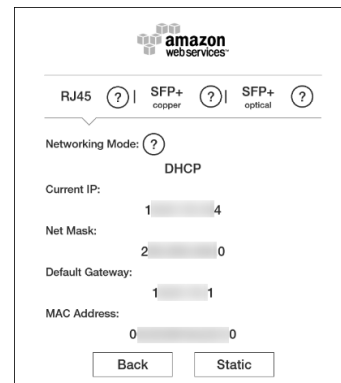 amazon
webservices™
RJ45 ? | SFP+ copper ? | SFP+ optical ?
Networking Mode: ?
DHCP
Current IP:
1 4
Net Mask:
2 0
Default Gateway:
1 1
MAC Address:
0 0
Back Static